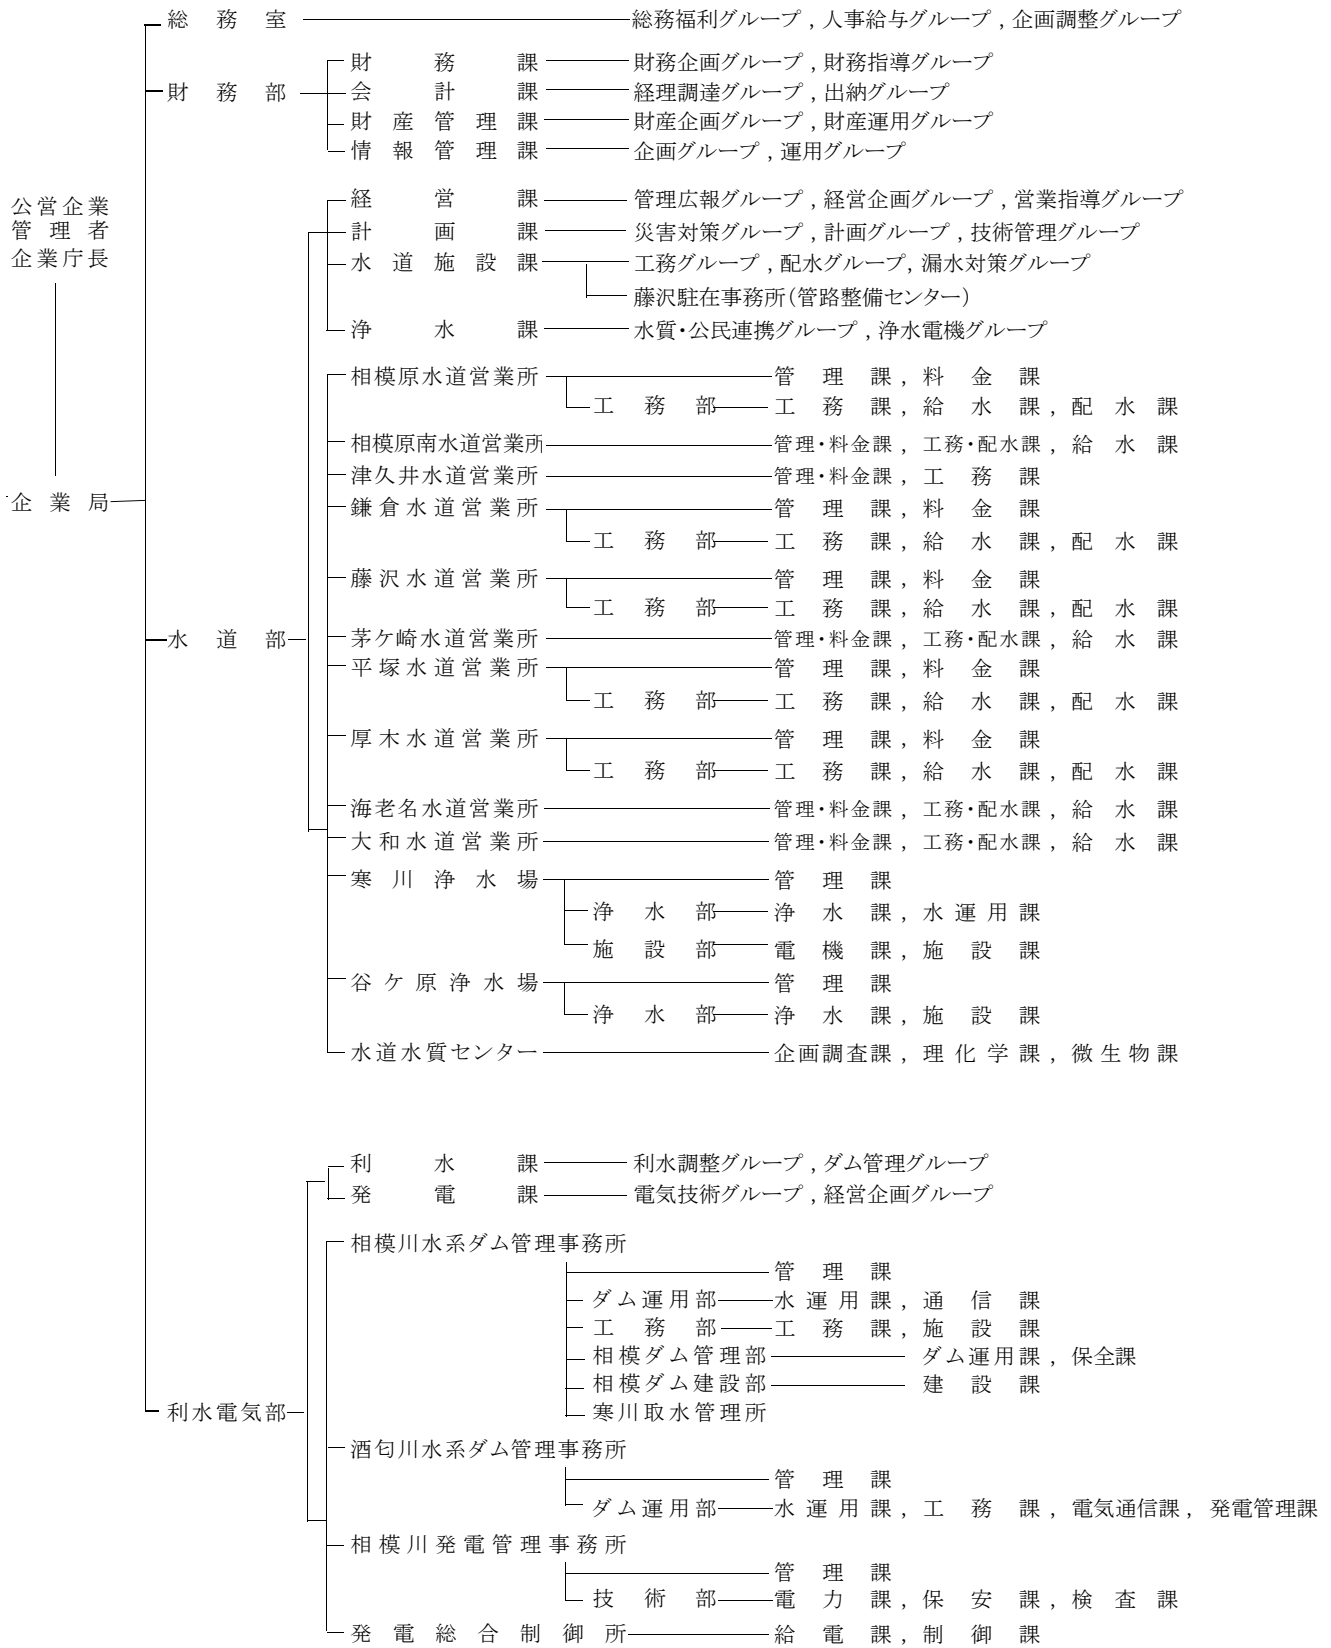 総務室 総務福利グループ，人事給与グループ，企画調整グループ
財務課 財務企画グループ，財務指導グループ
財務部 会計課 経理調達グループ，出納グループ
財産管理課 財産企画グループ，財産運用グループ
情報管理課 企画グループ，運用グループ
経営課 管理広報グループ，経営企画グループ，営業指導グループ
公営企業
管理者
企業庁長
計画課 災害対策グループ，計画グループ，技術管理グループ
水道施設課 工務グループ，配水グループ，漏水対策グループ
藤沢駐在事務所（管路整備センター）
浄水課 水質・公民連携グループ，浄水電機グループ
相模原水道営業所 管理課，料金課
工務部 工務課，給水課，配水課
相模原南水道営業所 管理・料金課，工務・配水課，給水課
津久井水道営業所 管理・料金課，工務課
企業局
鎌倉水道営業所 管理課，料金課
工務部 工務課，給水課，配水課
藤沢水道営業所 管理課，料金課
工務部 工務課，給水課，配水課
水道部 茅ケ崎水道営業所 管理・料金課，工務・配水課，給水課
平塚水道営業所 管理課，料金課
工務部 工務課，給水課，配水課
厚木水道営業所 管理課，料金課
工務部 工務課，給水課，配水課
海老名水道営業所 管理・料金課，工務・配水課，給水課
大和水道営業所 管理・料金課，工務・配水課，給水課
寒川浄水場 管理課
浄水部 浄水課，水運用課
施設部 電機課，施設課
谷ケ原浄水場 管理課
浄水部 浄水課，施設課
水道水質センター 企画調査課，理化学課，微生物課
利水課 利水調整グループ，ダム管理グループ
発電課 電気技術グループ，経営企画グループ
相模川水系ダム管理事務所
管理課
ダム運用部 水運用課，通信課
工務部 工務課，施設課
相模ダム管理部 ダム運用課，保全課
相模ダム建設部 建設課
利水電気部 寒川取水管理所
酒匂川水系ダム管理事務所
管理課
ダム運用部 水運用課，工務課，電気通信課，発電管理課
相模川発電管理事務所
管理課
技術部 電力課，保安課，検査課
発電総合制御所 給電課，制御課